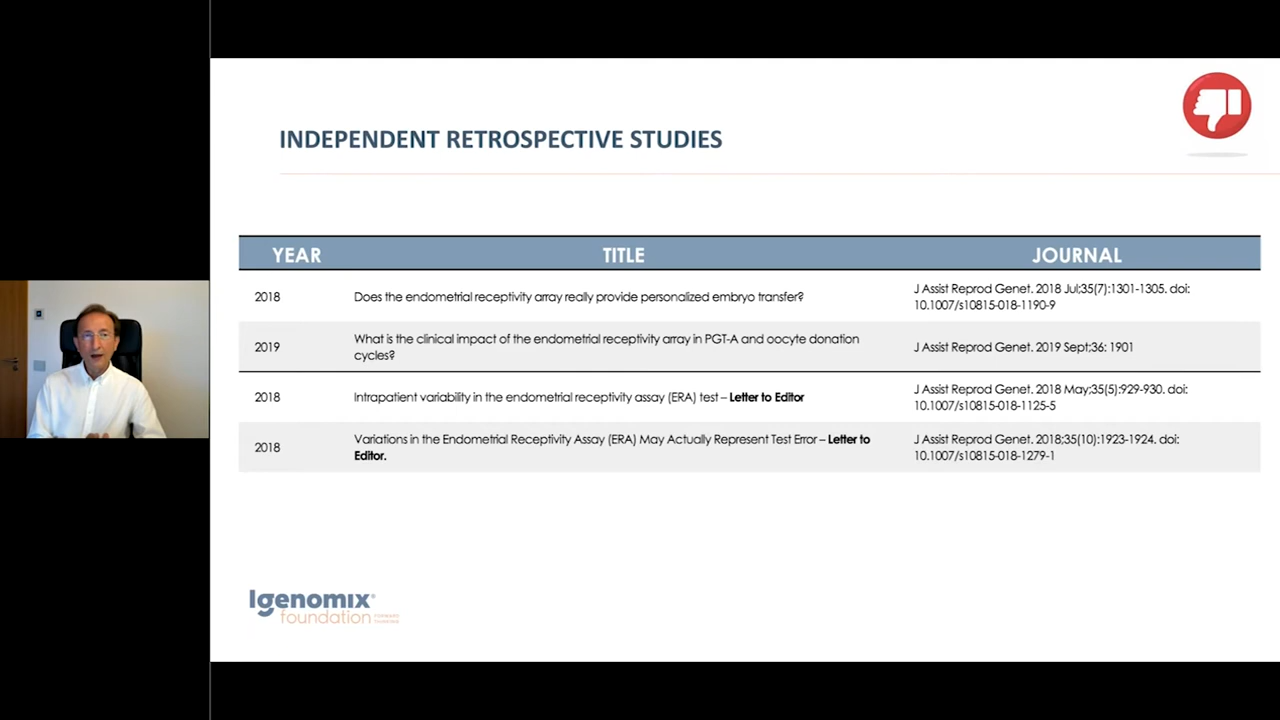 INDEPENDENT RETROSPECTIVE STUDIES
YEAR TITLE JOURNAL
2018 Does the endometrial receptivity array really provide personalized embryo transfer? J Assist Reprod Genet. 2018 Jul;35(7):1301-1305. doi:
10.1007/s10815-018-1190-9
2019 What is the clinical impact of the endometrial receptivity array in PGT-A and oocyte donation
cycles? J Assist Reprod Genet. 2019 Sept;36: 1901
2018 Intrapatient variability in the endometrial receptivity assay (ERA) test – Letter to Editor J Assist Reprod Genet. 2018 May;35(5):929-930. doi:
10.1007/s10815-018-1125-5
2018 Variations in the Endometrial Receptivity Assay (ERA) May Actually Represent Test Error – Letter to
Editor. J Assist Reprod Genet. 2018;35(10):1923-1924. doi:
10.1007/s10815-018-1279-1
Igenomix
foundation